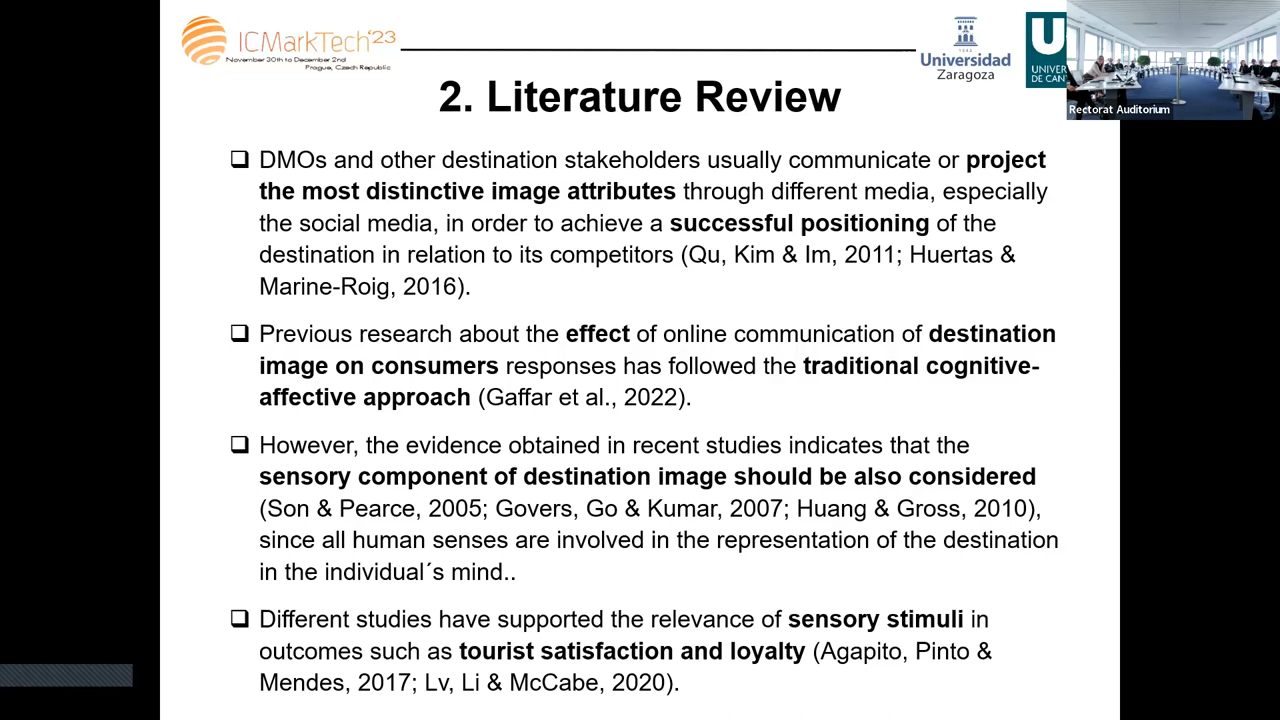 ICMarkTech'23
November 30th to December 2nd
Prague, Czech Republic
1542
Universidad
Zaragoza
U
UNIVER
DE CAN
Rectorat Auditorium
2. Literature Review
DMOs and other destination stakeholders usually communicate or project
the most distinctive image attributes through different media, especially
the social media, in order to achieve a successful positioning of the
destination in relation to its competitors (Qu, Kim & Im, 2011; Huertas &
Marine-Roig, 2016).
Previous research about the effect of online communication of destination
image on consumers responses has followed the traditional cognitive-
affective approach (Gaffar et al., 2022).
However, the evidence obtained in recent studies indicates that the
sensory component of destination image should be also considered
(Son & Pearce, 2005; Govers, Go & Kumar, 2007; Huang & Gross, 2010),
since all human senses are involved in the representation of the destination
in the individual´s mind..
Different studies have supported the relevance of sensory stimuli in
outcomes such as tourist satisfaction and loyalty (Agapito, Pinto &
Mendes, 2017; Lv, Li & McCabe, 2020).